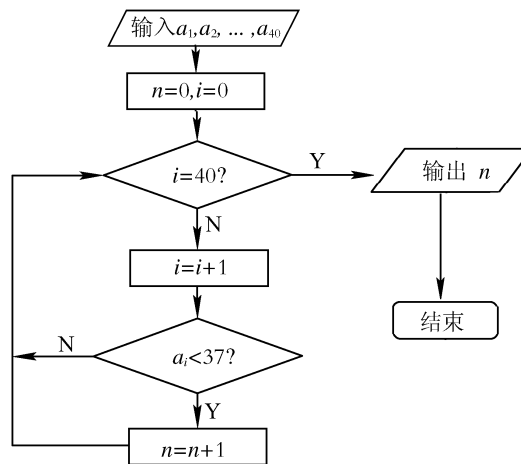 输入a₁,a₂, … ,a₄₀
n=0,i=0
i=40?
Y
输出 n
N
i=i+1
结束
N
aᵢ<37?
Y
n=n+1